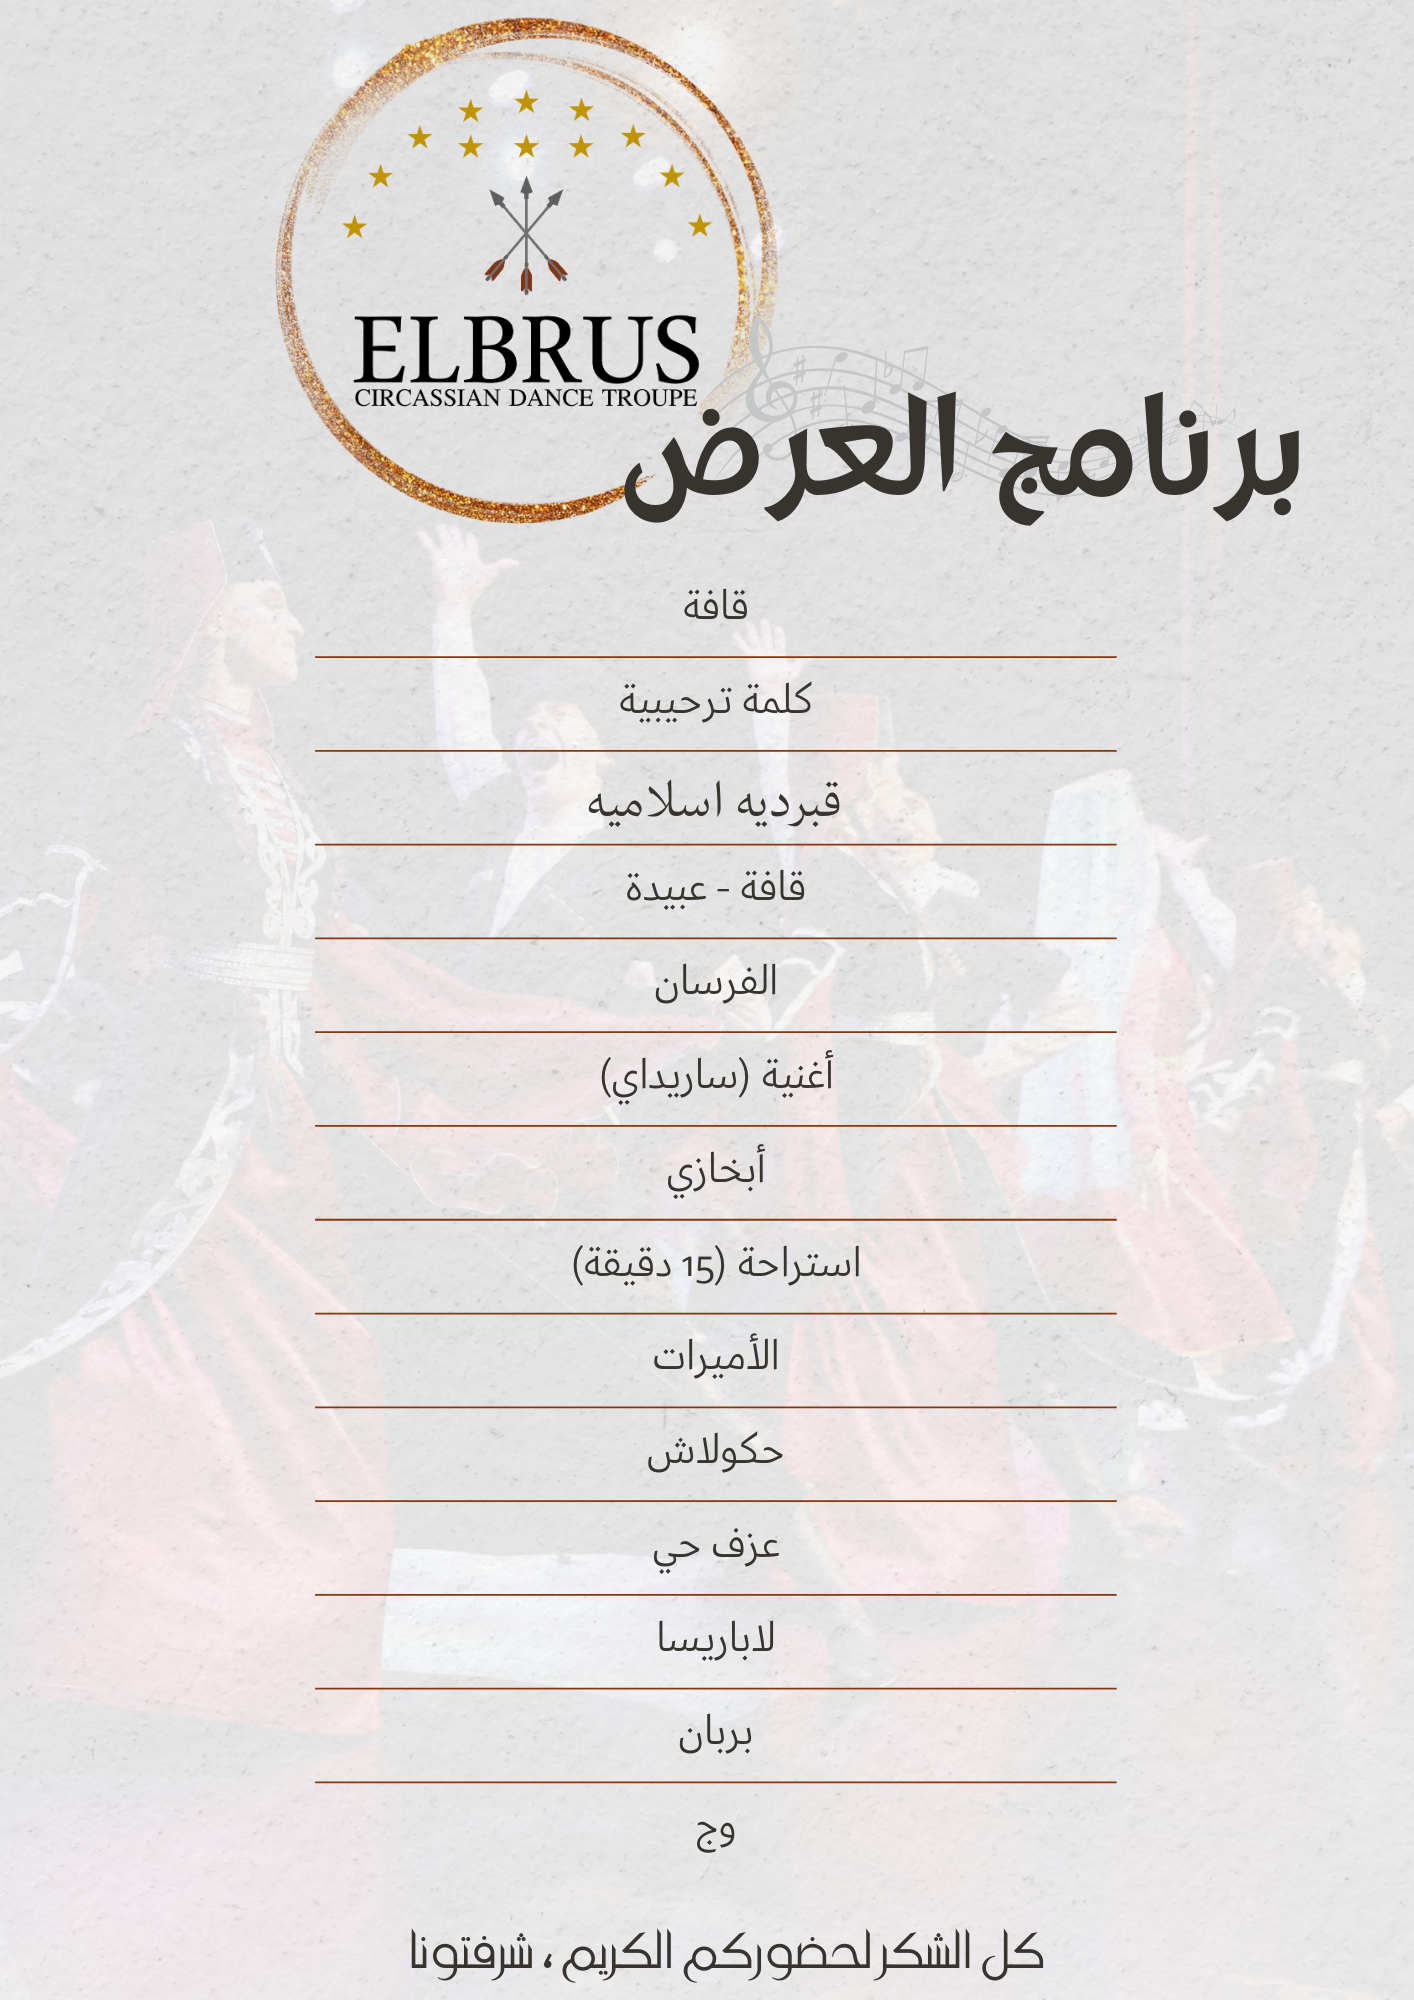 ELBRUS
CIRCASSIAN DANCE TROUPE
برنامج العرض
قافة
كلمة ترحيبية
قبرديه اسلاميه
قافة - عبيدة
الفرسان
أغنية (ساريداي)
أبخازي
استراحة (15 دقيقة)
الأميرات
حكولاش
عزف حي
لاباريسا
بربان
وج
كل الشكر لحضوركم الكريم ، شرفتونا